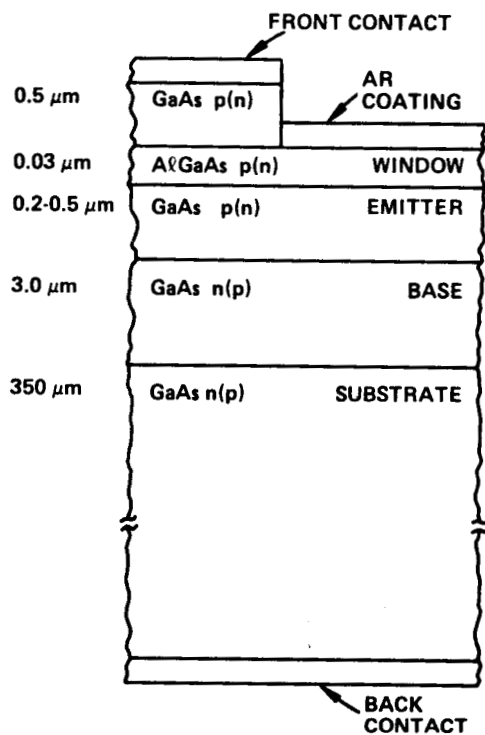 FRONT CONTACT
0.5 μm GaAs p(n)
AR
COATING
0.03 μm AℓGaAs p(n) WINDOW
0.2-0.5 μm GaAs p(n) EMITTER
3.0 μm GaAs n(p) BASE
350 μm GaAs n(p) SUBSTRATE
BACK
CONTACT